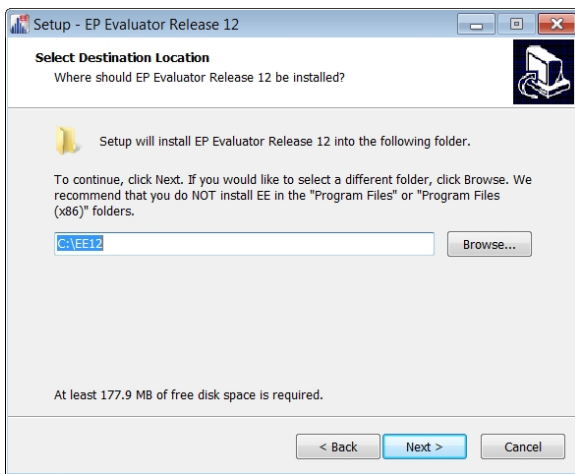 Setup - EP Evaluator Release 12
Select Destination Location
Where should EP Evaluator Release 12 be installed?
Setup will install EP Evaluator Release 12 into the following folder.
To continue, click Next. If you would like to select a different folder, click Browse. We
recommend that you do NOT install EE in the "Program Files" or "Program Files
(x86)" folders.
C:\EE12
Browse...
At least 177.9 MB of free disk space is required.
< Back
Next >
Cancel